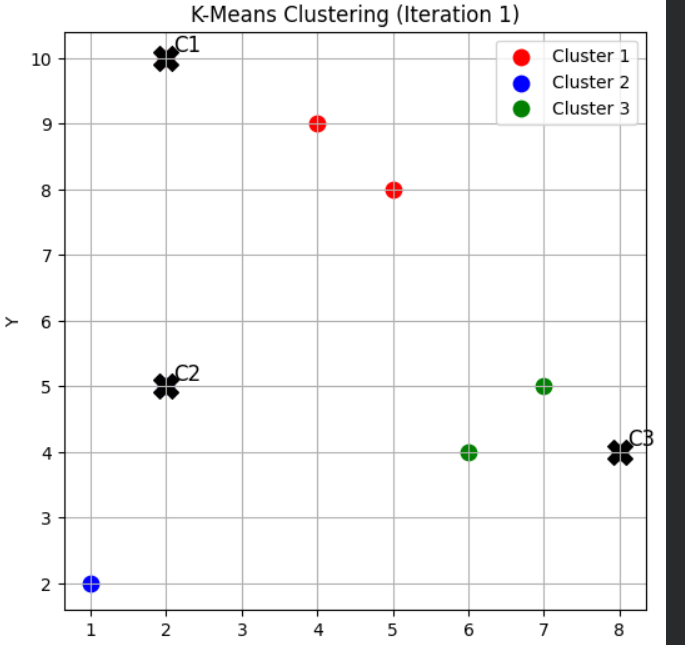 K-Means Clustering (Iteration 1)
C1
Cluster 1
Cluster 2
Cluster 3
10
9
8
7
6
5
4
3
2
Y
C2
C3
1 2 3 4 5 6 7 8